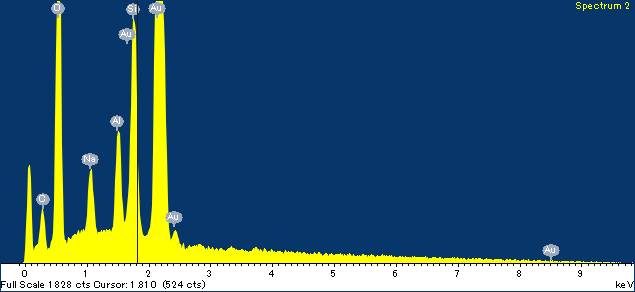 Spectrum 2
O Si Au
Au
Al
Na
C
Au
Au
0 1 2 3 4 5 6 7 8 9
Full Scale 1828 cts Cursor: 1.810 (524 cts) keV